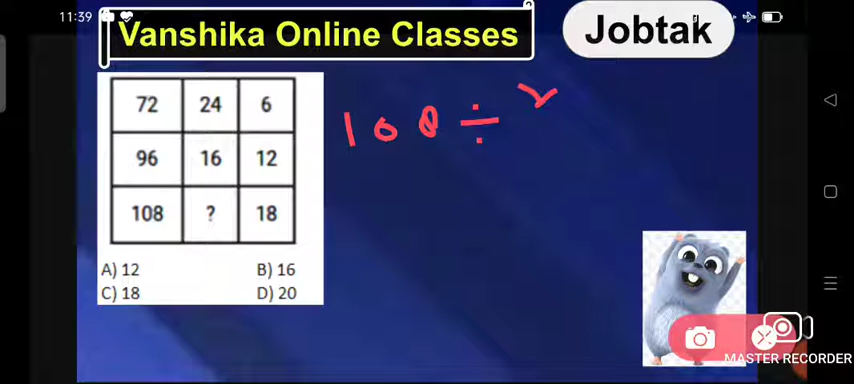 11:39
Vanshika Online Classes
Jobtak
72 24 6
96 16 12
108 ? 18
108 ÷
A) 12 B) 16
C) 18 D) 20
MASTER RECORDER